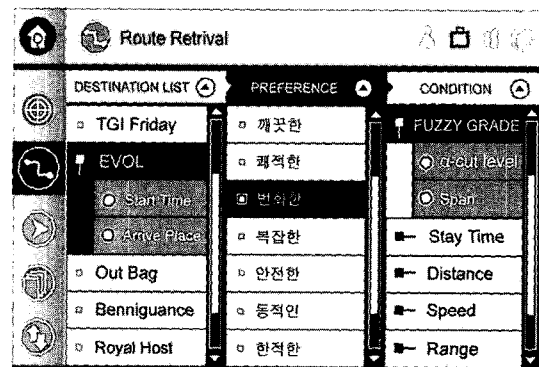 Route Retrival
DESTINATION LIST
TGI Friday
EVOL
Start Time
Arrive Place
Out Bag
Benniguance
Royal Host
PREFERENCE
깨끗한
쾌적한
번화한
복잡한
안전한
동적인
한적한
CONDITION
FUZZY GRADE
α-cut level
Span
Stay Time
Distance
Speed
Range